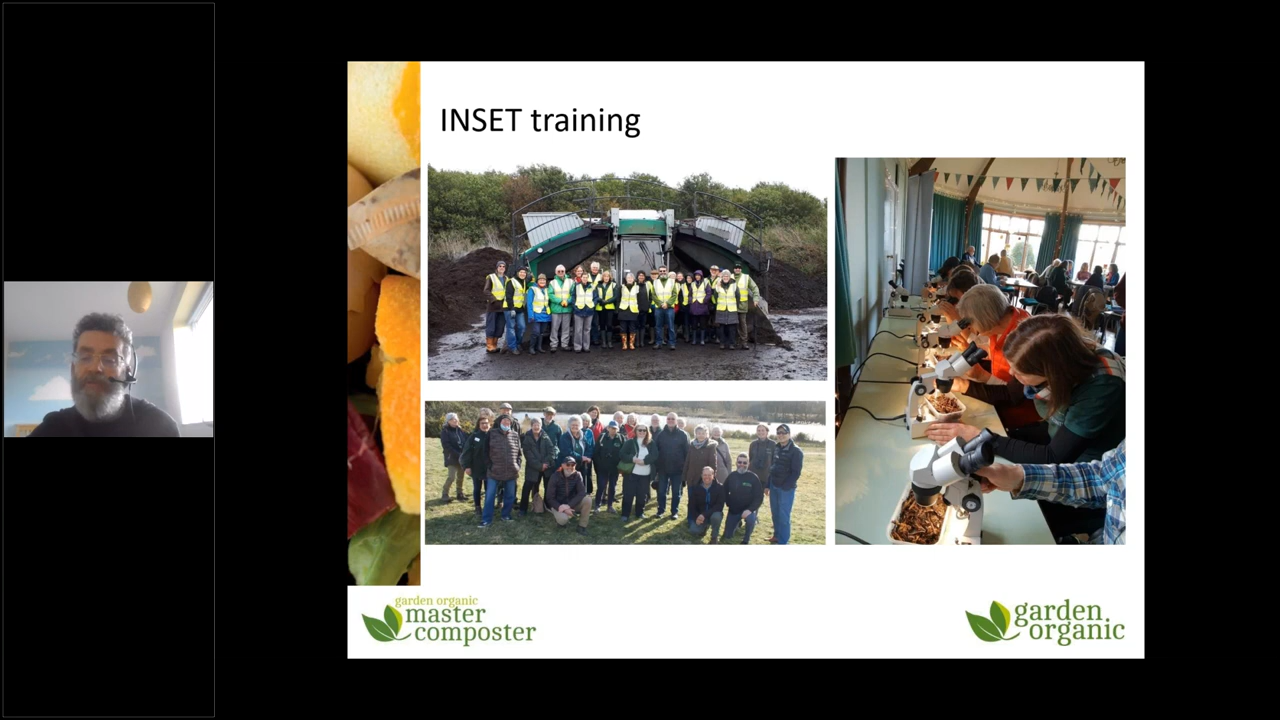 INSET training
garden organic
master
composter
garden
organic